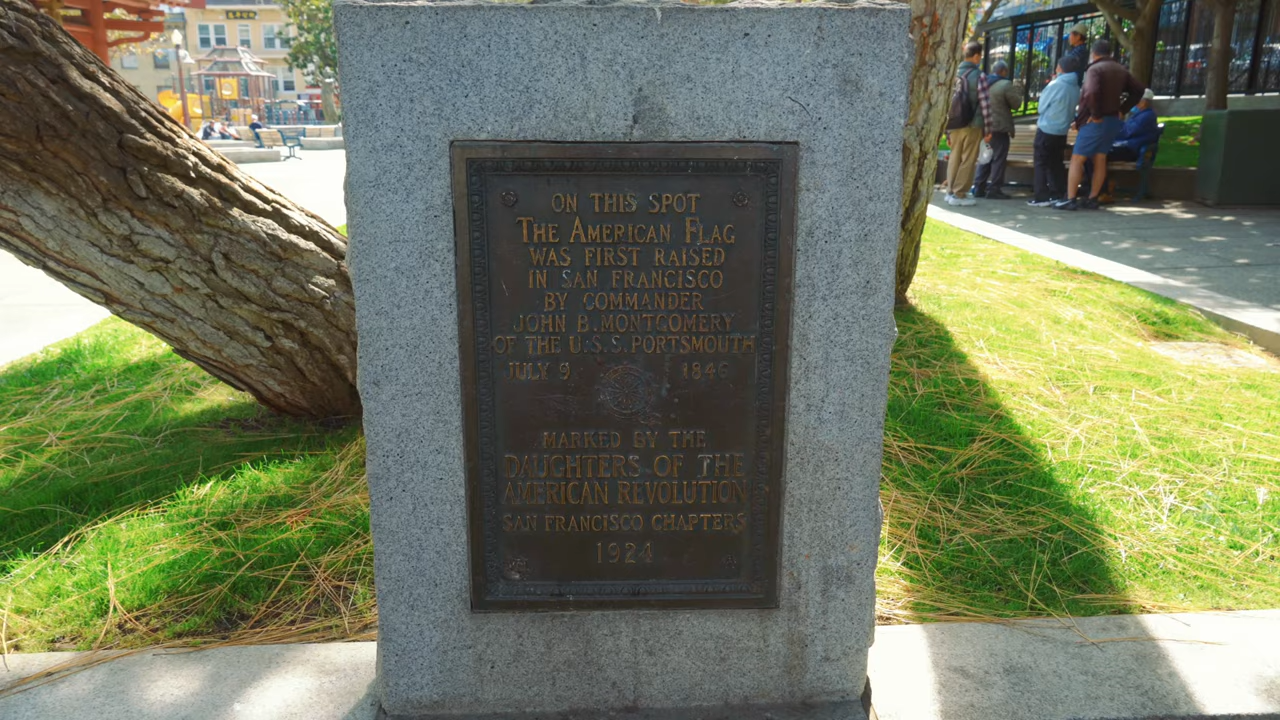 ON THIS SPOT
THE AMERICAN FLAG
WAS FIRST RAISED
IN SAN FRANCISCO
BY COMMANDER
JOHN B. MONTGOMERY
OF THE U.S.S. PORTSMOUTH
JULY 9 1846
MARKED BY THE
DAUGHTERS OF THE
AMERICAN REVOLUTION
SAN FRANCISCO CHAPTERS
1924